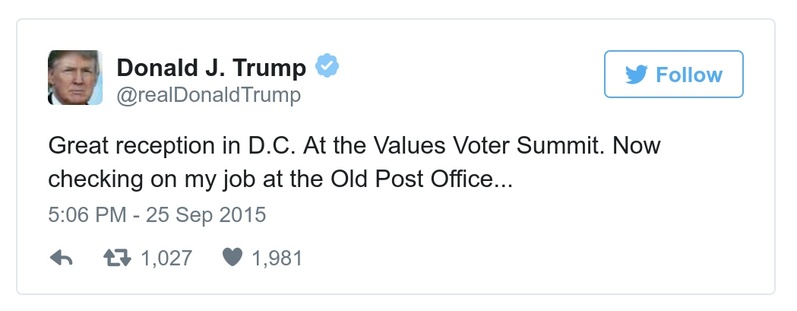 Donald J. Trump
@realDonaldTrump
Follow
Great reception in D.C. At the Values Voter Summit. Now
checking on my job at the Old Post Office...
5:06 PM - 25 Sep 2015
1,027 1,981